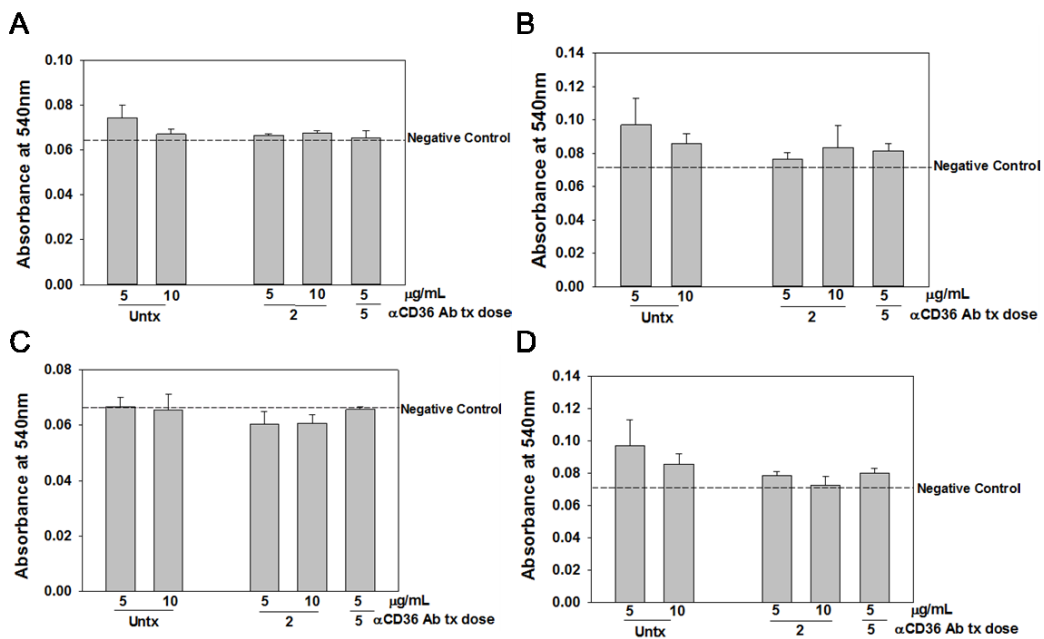 A
Absorbance at 540nm
0.10
0.08
0.06
0.04
0.02
0.00
Negative Control
5 10 5 10 5 µg/mL
Untx 2 5 αCD36 Ab tx dose
B
Absorbance at 540nm
0.14
0.12
0.10
0.08
0.06
0.04
0.02
0.00
Negative Control
5 10 5 10 5 µg/mL
Untx 2 5 αCD36 Ab tx dose
C
Absorbance at 540nm
0.08
0.06
0.04
0.02
0.00
Negative Control
5 10 5 10 5 µg/mL
Untx 2 5 αCD36 Ab tx dose
D
Absorbance at 540nm
0.14
0.12
0.10
0.08
0.06
0.04
0.02
0.00
Negative Control
5 10 5 10 5 µg/mL
Untx 2 5 αCD36 Ab tx dose